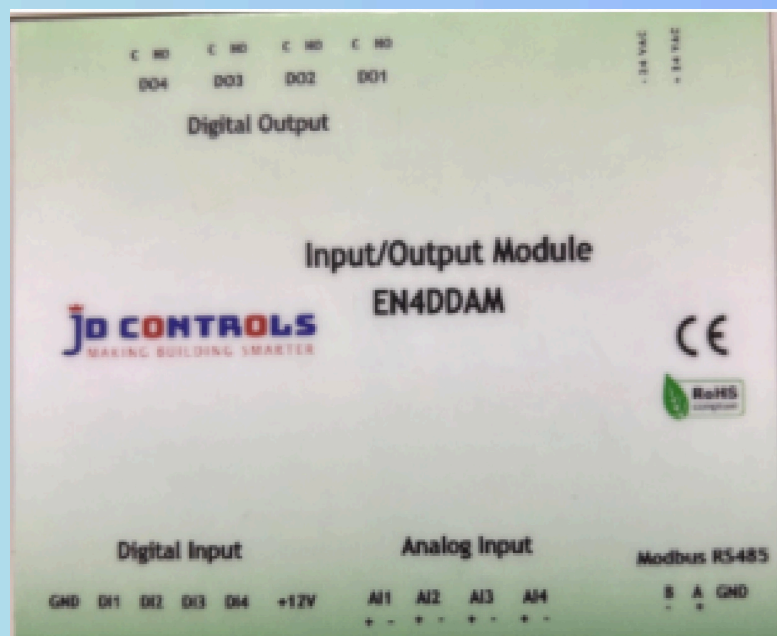 C NO C NO C NO C NO
DO4 DO3 DO2 DO1
Digital Output
- 24 VAC
+ 24 VAC
Input/Output Module
EN4DDAM
JD CONTROLS
MAKING BUILDING SMARTER
CE
RoHS
compliant
Digital Input
GND DI1 DI2 DI3 DI4 +12V
Analog Input
AI1 AI2 AI3 AI4
+ - + - + - + -
Modbus RS485
B A GND
- +